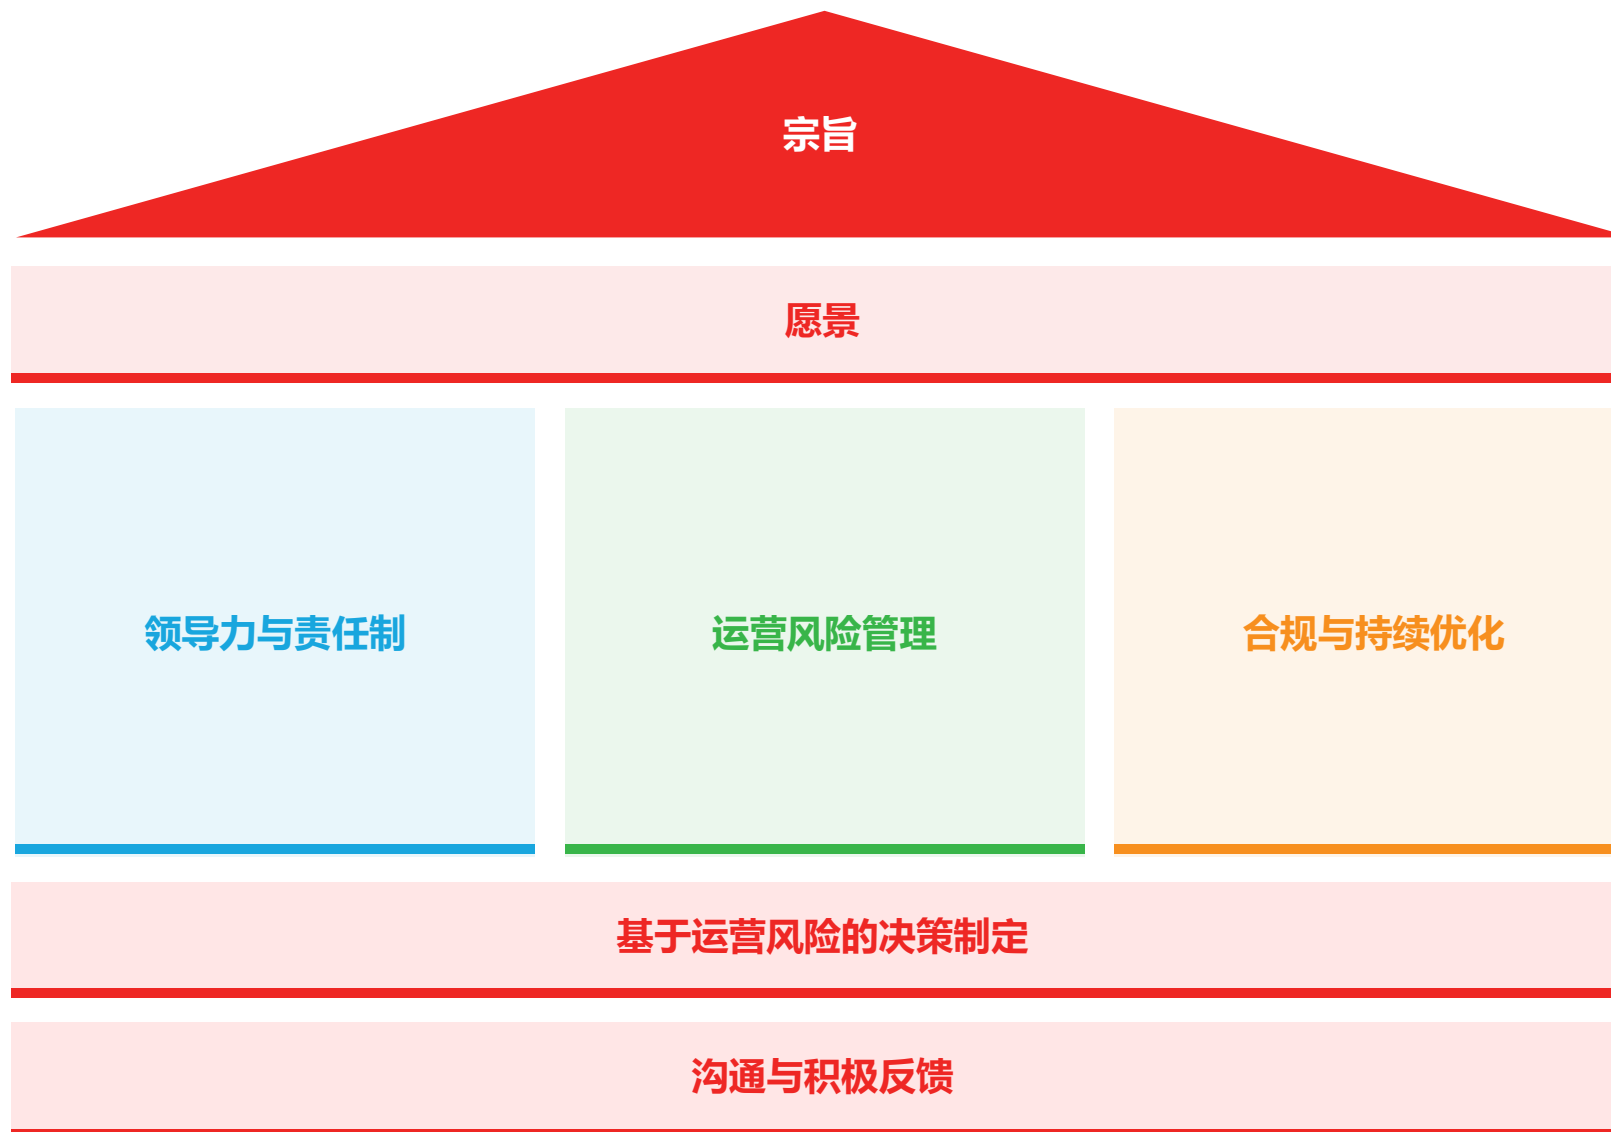 宗旨
愿景
领导力与责任制
运营风险管理
合规与持续优化
基于运营风险的决策制定
沟通与积极反馈